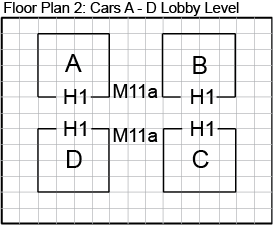 Floor Plan 2: Cars A - D Lobby Level
A
B
H1
M11a
H1
H1
M11a
H1
D
C